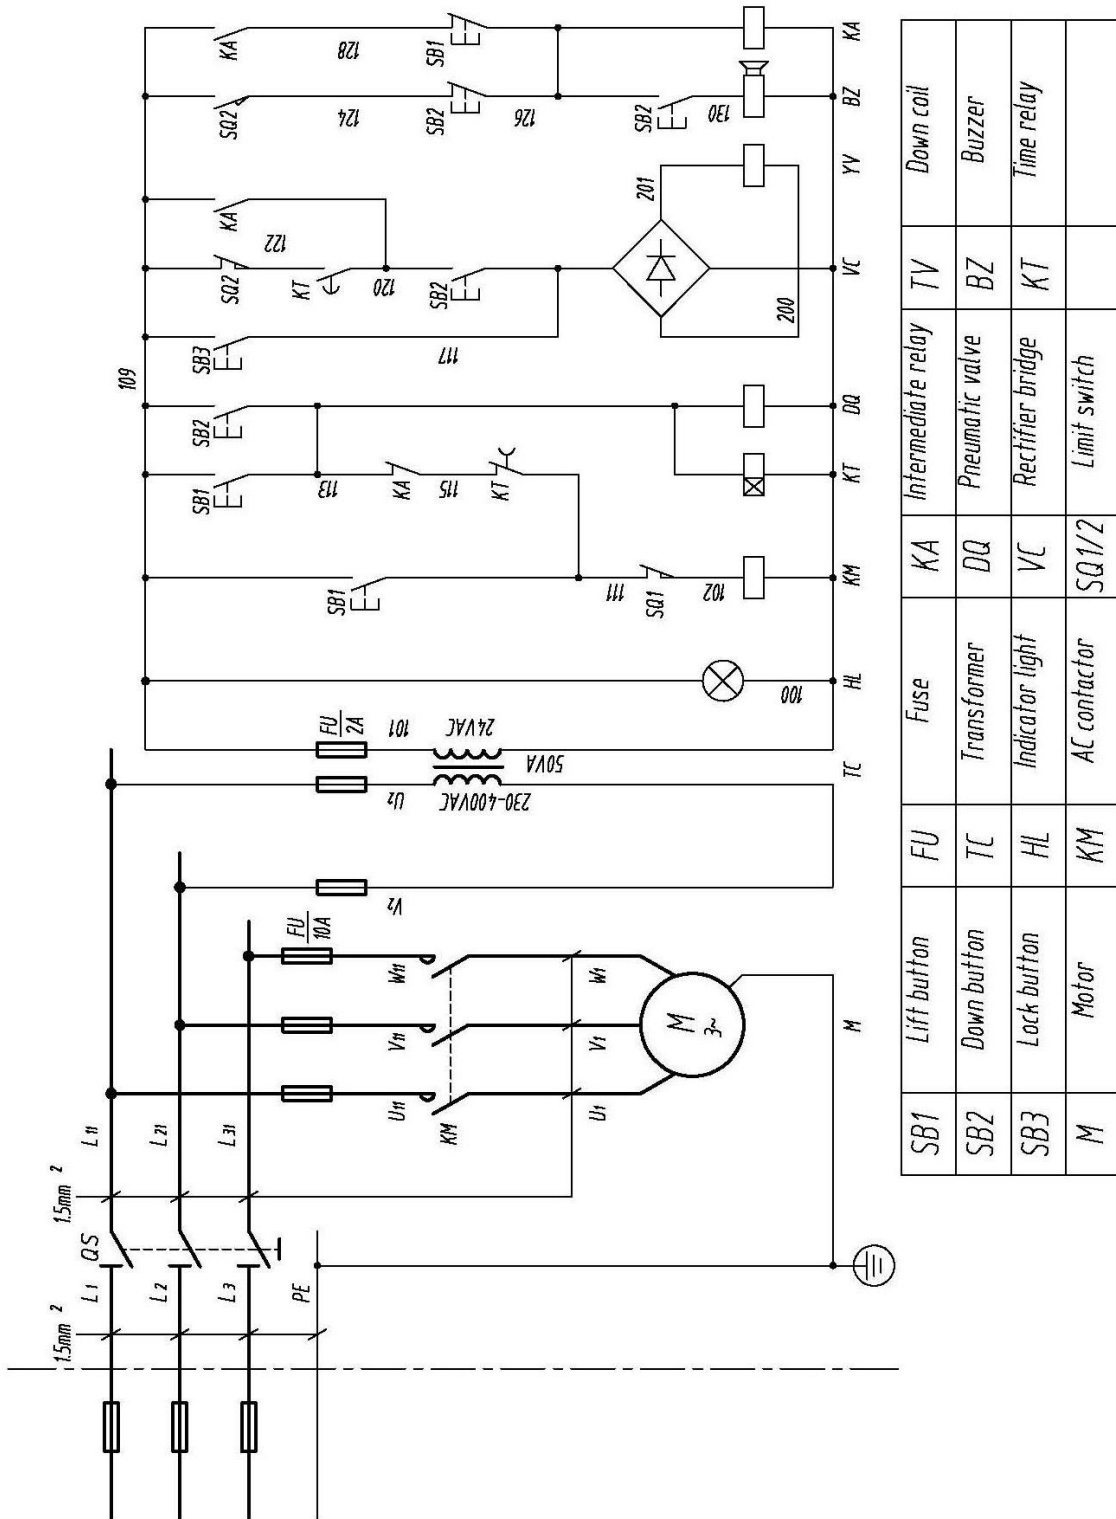 1.5mm²
1.5mm²
L1
L2
L3
PE
QS
L11
L21
L31
U11
V11
W11
KM
FU
10A
U1
V1
W1
M
3~
M
V2
U2
230-400VAC
50VA
24VAC
TC
FU
2A
101
HL
100
109
SB1
111
SQ1
102
KM
SB1
113
KA
115
KT
KT
SB2
DQ
SB3
117
SQ2
122
KT
120
SB2
KA
VC
200
201
YV
SQ2
124
SB2
126
SB2
130
BZ
KA
128
SB1
KA
SB1 Lift button FU Fuse KA Intermediate relay TV Down coil
SB2 Down button TC Transformer DQ Pneumatic valve BZ Buzzer
SB3 Lock button HL Indicator light VC Rectifier bridge KT Time relay
M Motor KM AC contactor SQ1/2 Limit switch